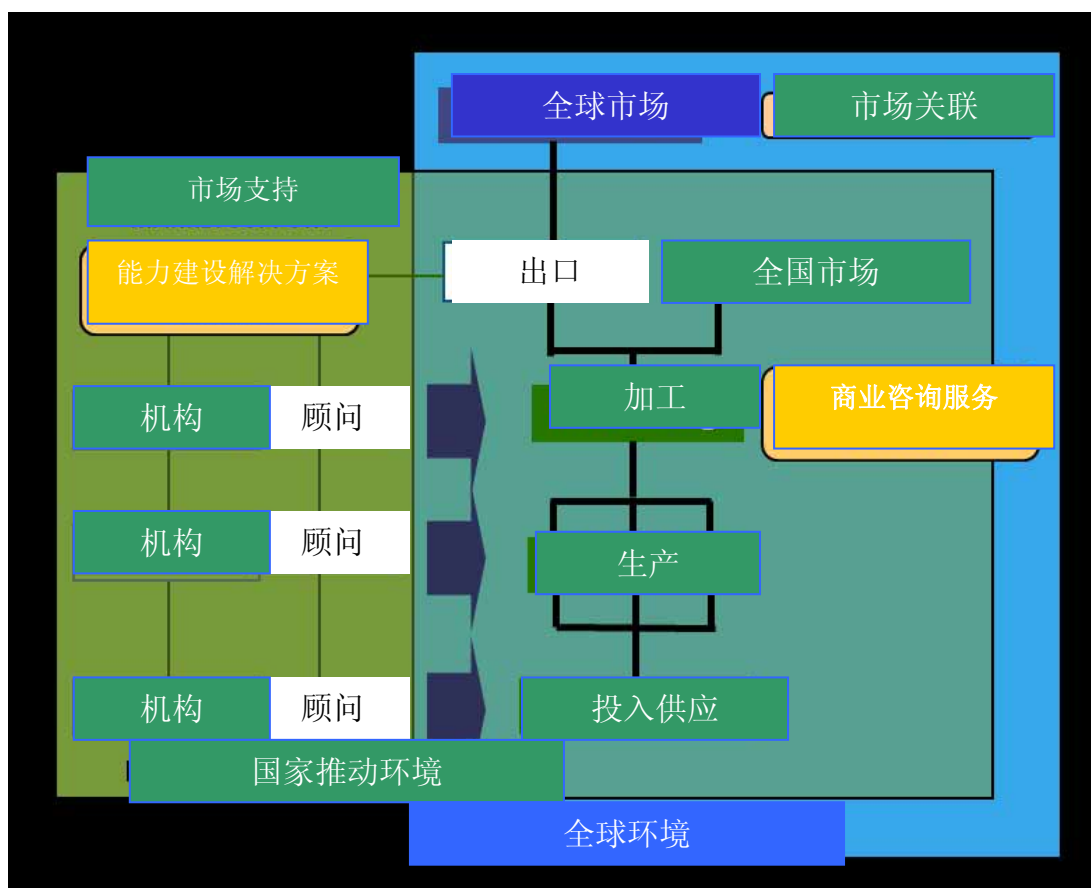 全球市场
市场关联
市场支持
能力建设解决方案
出口
全国市场
加工
商业咨询服务
机构
顾问
机构
顾问
生产
机构
顾问
投入供应
国家推动环境
全球环境